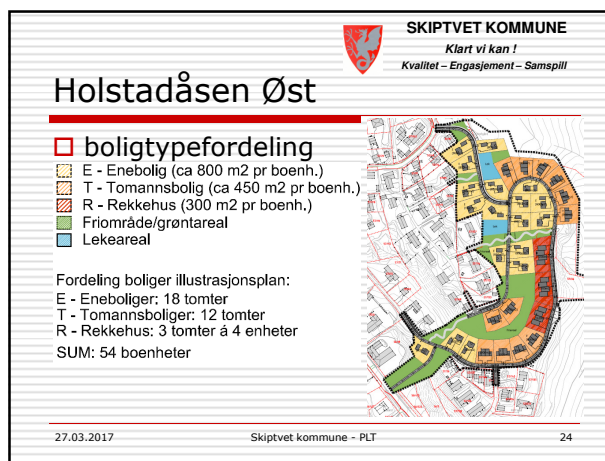 SKIPTVET KOMMUNE
Klart vi kan !
Kvalitet – Engasjement – Samspill
Holstadåsen Øst
boligtypefordeling
E - Enebolig (ca 800 m2 pr boenh.)
T - Tomannsbolig (ca 450 m2 pr boenh.)
R - Rekkehus (300 m2 pr boenh.)
Friområde/grøntareal
Lekeareal
Fordeling boliger illustrasjonsplan:
E - Eneboliger: 18 tomter
T - Tomannsboliger: 12 tomter
R - Rekkehus: 3 tomter á 4 enheter
SUM: 54 boenheter
27.03.2017 Skiptvet kommune - PLT 24